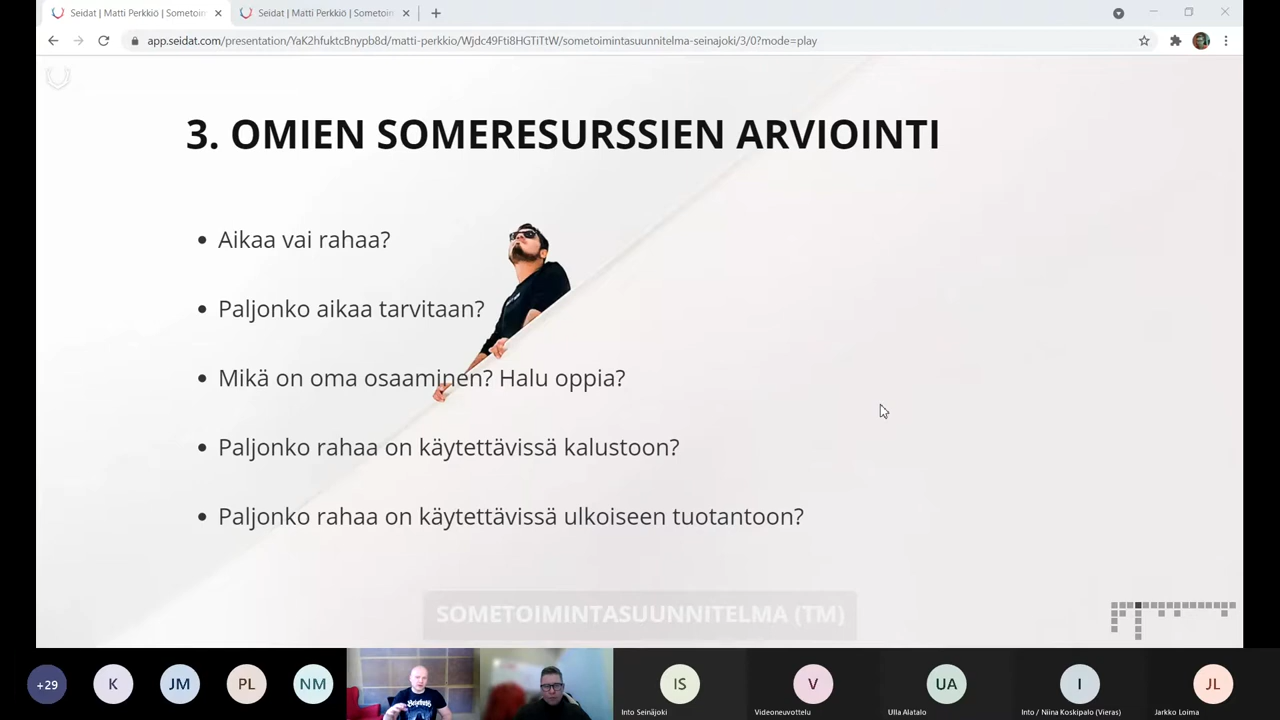 Seidat | Matti Perkkiö | Sometoin
Seidat | Matti Perkkiö | Sometoin
app.seidat.com/presentation/YaK2hfuktcBnypb8d/matti-perkkio/Wjdc49Fti8HGTiTtW/sometoimintasuunnitelma-seinajoki/3/0?mode=play
3. OMIEN SOMERESURSSIEN ARVIOINTI
• Aikaa vai rahaa?
• Paljonko aikaa tarvitaan?
• Mikä on oma osaaminen? Halu oppia?
• Paljonko rahaa on käytettävissä kalustoon?
• Paljonko rahaa on käytettävissä ulkoiseen tuotantoon?
SOMETOIMINTASUUNNITELMA (TM)
+29
K
JM
PL
NM
IS
V
UA
I
JL
Into Seinäjoki
Videoneuvottelu
Ulla Alatalo
Into / Niina Koskipalo (Vieras)
Jarkko Loima